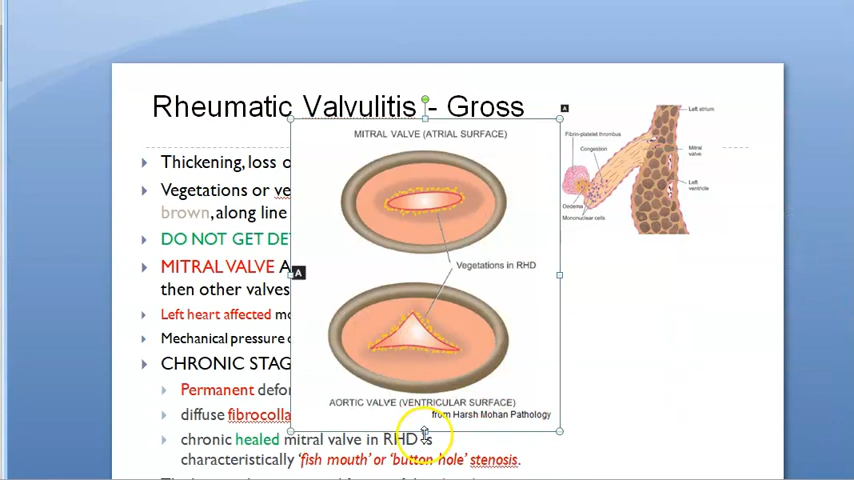 Rheumatic Valvulitis - Gross
Thickening, loss o
Vegetations or ve
brown, along line
DO NOT GET DE
MITRAL VALVE A
then other valves
Left heart affected mo
Mechanical pressure o
CHRONIC STAG
Permanent defor
diffuse fibrocolla
chronic healed mitral valve in RHD is
characteristically 'fish mouth' or 'button hole' stenosis.
MITRAL VALVE (ATRIAL SURFACE)
A
Vegetations in RHD
AORTIC VALVE (VENTRICULAR SURFACE)
from Harsh Mohan Pathology
A
Left atrium
Fibrin-platelet thrombus
Congestion
Mitral
valve
Left
ventricle
Oedema
Mononuclear cells